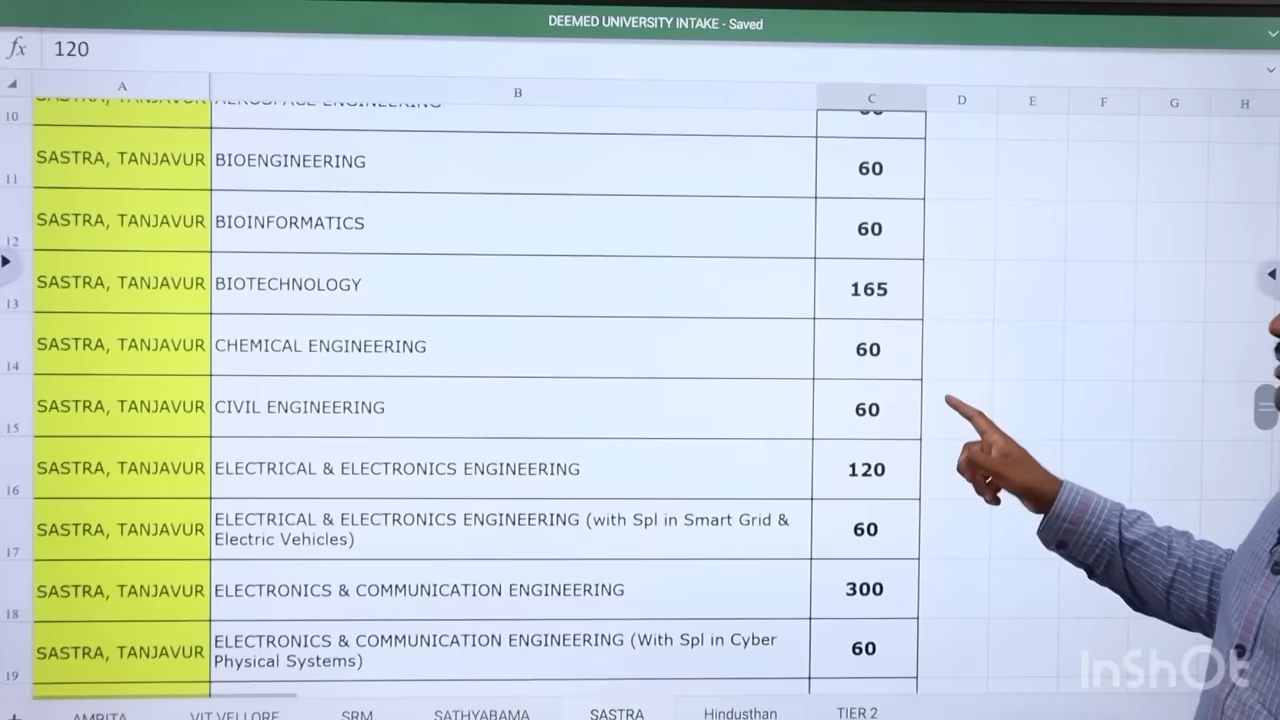 DEEMED UNIVERSITY INTAKE - Saved
fx 120
A B C D E F G H
10 SASTRA, TANJAVUR AEROSPACE ENGINEERING
11 SASTRA, TANJAVUR BIOENGINEERING 60
12 SASTRA, TANJAVUR BIOINFORMATICS 60
13 SASTRA, TANJAVUR BIOTECHNOLOGY 165
14 SASTRA, TANJAVUR CHEMICAL ENGINEERING 60
15 SASTRA, TANJAVUR CIVIL ENGINEERING 60
16 SASTRA, TANJAVUR ELECTRICAL & ELECTRONICS ENGINEERING 120
17 SASTRA, TANJAVUR ELECTRICAL & ELECTRONICS ENGINEERING (with Spl in Smart Grid &
Electric Vehicles) 60
18 SASTRA, TANJAVUR ELECTRONICS & COMMUNICATION ENGINEERING 300
19 SASTRA, TANJAVUR ELECTRONICS & COMMUNICATION ENGINEERING (With Spl in Cyber
Physical Systems) 60
AMRITA VIT VELLORE SRM SATHYABAMA SASTRA Hindusthan TIER 2
InShOt